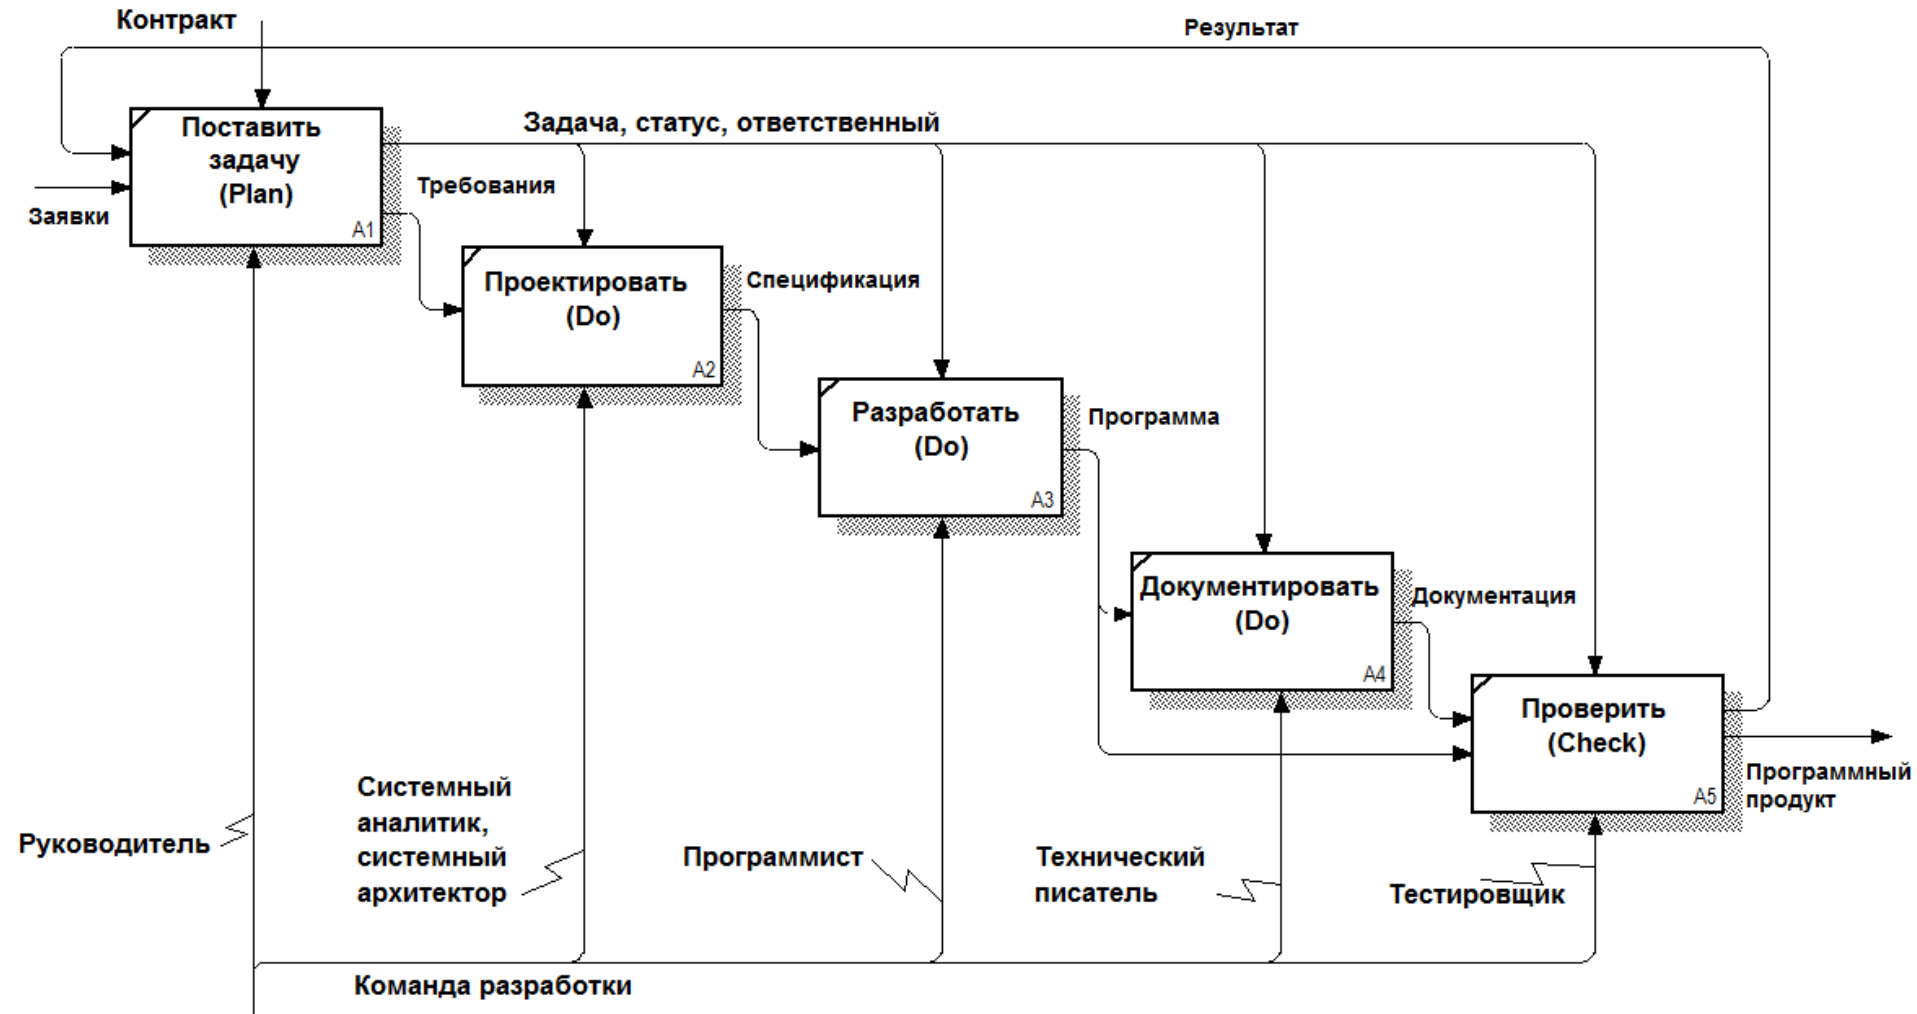 Контракт
Результат
Поставить
задачу
(Plan)
A1
Заявки
Задача, статус, ответственный
Требования
Проектировать
(Do)
A2
Спецификация
Разработать
(Do)
A3
Программа
Документировать
(Do)
A4
Документация
Проверить
(Check)
A5
Программный
продукт
Руководитель
Системный
аналитик,
системный
архитектор
Программист
Технический
писатель
Тестировщик
Команда разработки